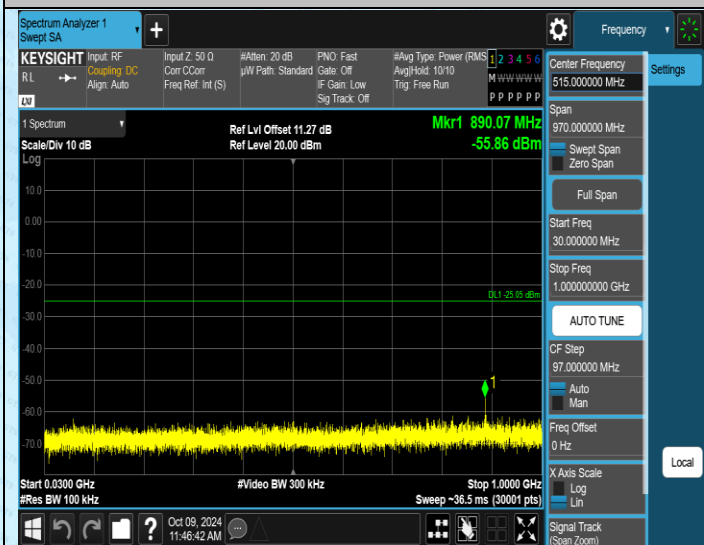 Spectrum Analyzer 1
Swept SA
Frequency
KEYSIGHT
RL
LXI
Input: RF
Coupling: DC
Align: Auto
Input Z: 50 Ω
Corr CCorr
Freq Ref: Int (S)
#Atten: 20 dB
µW Path: Standard
PNO: Fast
Gate: Off
IF Gain: Low
Sig Track: Off
#Avg Type: Power (RMS
Avg|Hold: 10/10
Trig: Free Run
1 2 3 4 5 6
M W W W W W
P P P P P P
1 Spectrum
Scale/Div 10 dB
Log
Ref Lvl Offset 11.27 dB
Ref Level 20.00 dBm
Mkr1 890.07 MHz
-55.86 dBm
10.0
0.00
-10.0
-20.0
-30.0
-40.0
-50.0
-60.0
-70.0
DL1 -25.05 dBm
1
Start 0.0300 GHz
#Res BW 100 kHz
#Video BW 300 kHz
Stop 1.0000 GHz
Sweep ~36.5 ms (30001 pts)
Oct 09, 2024
11:46:42 AM
Center Frequency
515.000000 MHz
Span
970.000000 MHz
Swept Span
Zero Span
Full Span
Start Freq
30.000000 MHz
Stop Freq
1.000000000 GHz
AUTO TUNE
CF Step
97.000000 MHz
Auto
Man
Freq Offset
0 Hz
X Axis Scale
Log
Lin
Signal Track
(Span Zoom)
Settings
Local